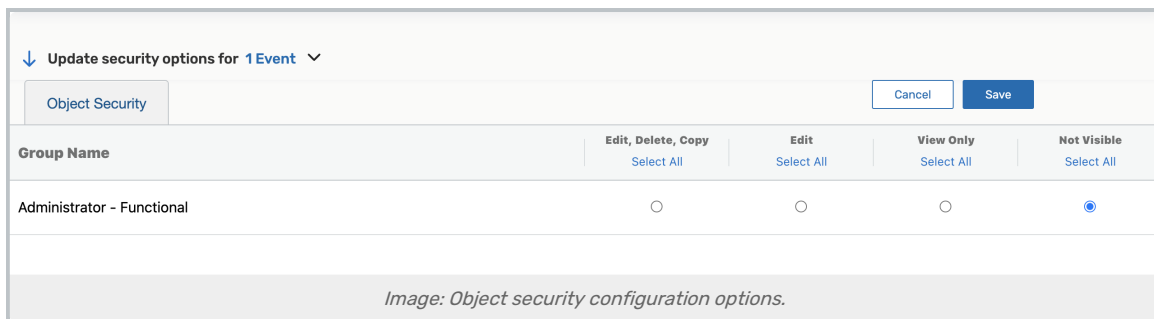 Update security options for 1 Event
Object Security
Cancel
Save
Group Name
Edit, Delete, Copy
Select All
Edit
Select All
View Only
Select All
Not Visible
Select All
Administrator - Functional
Image: Object security configuration options.